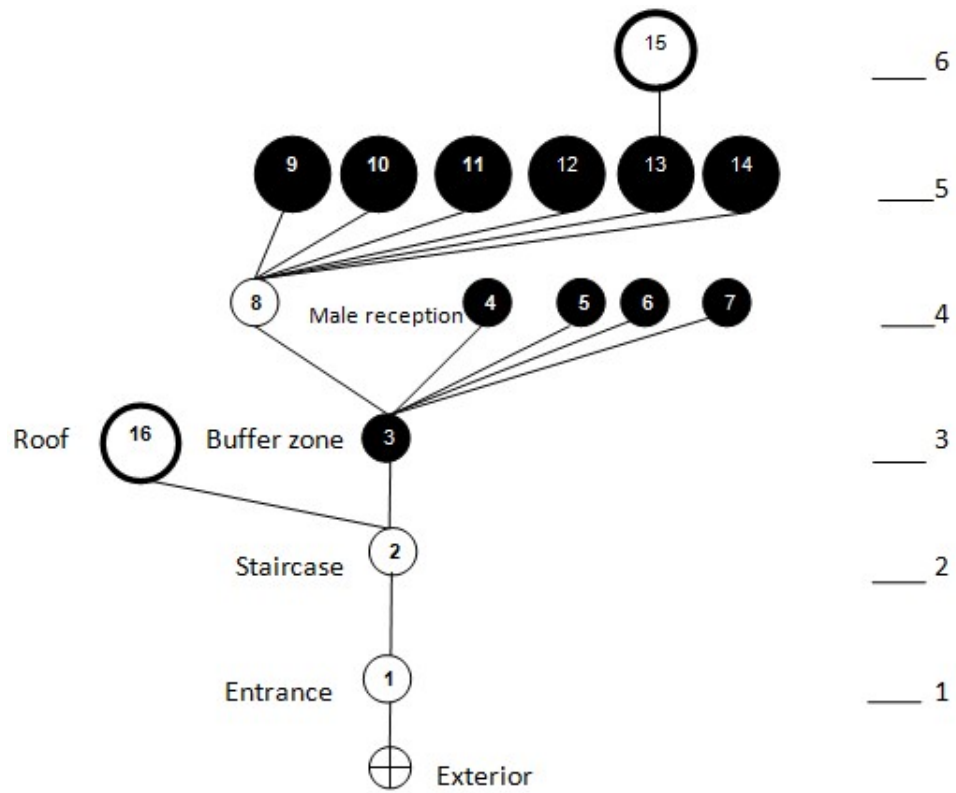 15
6
9 10 11 12 13 14
5
8 Male reception 4 5 6 7
4
Roof 16 Buffer zone 3
3
2
Staircase
2
1
Entrance
1
Exterior